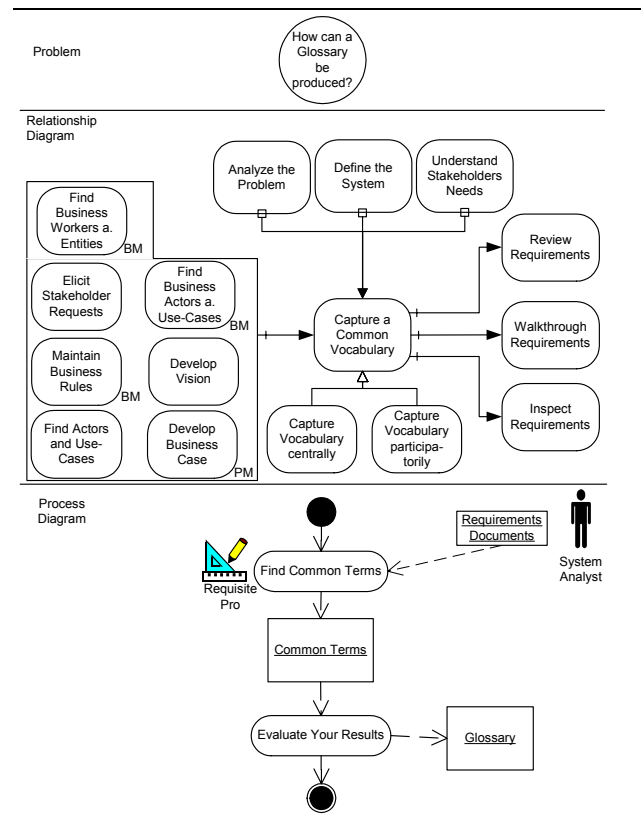 Problem
How can a
Glossary
be
produced?
Relationship
Diagram
Analyze the
Problem
Define the
System
Understand
Stakeholders
Needs
Find
Business
Workers a.
Entities
BM
Elicit
Stakeholder
Requests
Find
Business
Actors a.
Use-Cases
BM
Maintain
Business
Rules
BM
Develop
Vision
Find Actors
and Use-
Cases
Develop
Business
Case
PM
Capture a
Common
Vocabulary
Capture
Vocabulary
centrally
Capture
Vocabulary
participa-
torily
Review
Requirements
Walkthrough
Requirements
Inspect
Requirements
Process
Diagram
Requirements
Documents
System
Analyst
Requisite
Pro
Find Common Terms
Common Terms
Evaluate Your Results
Glossary